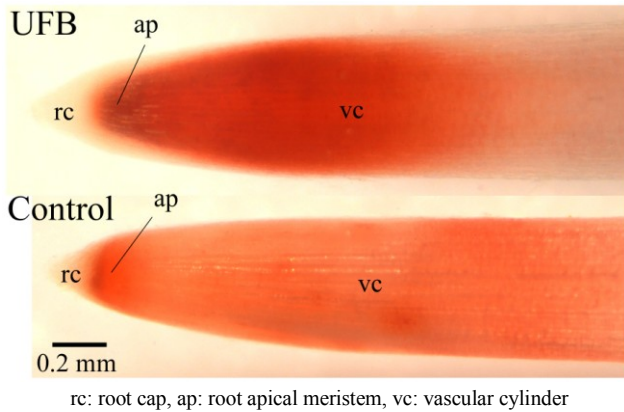 UFB
ap
rc
vc
Control
ap
rc
vc
0.2 mm
rc: root cap, ap: root apical meristem, vc: vascular cylinder